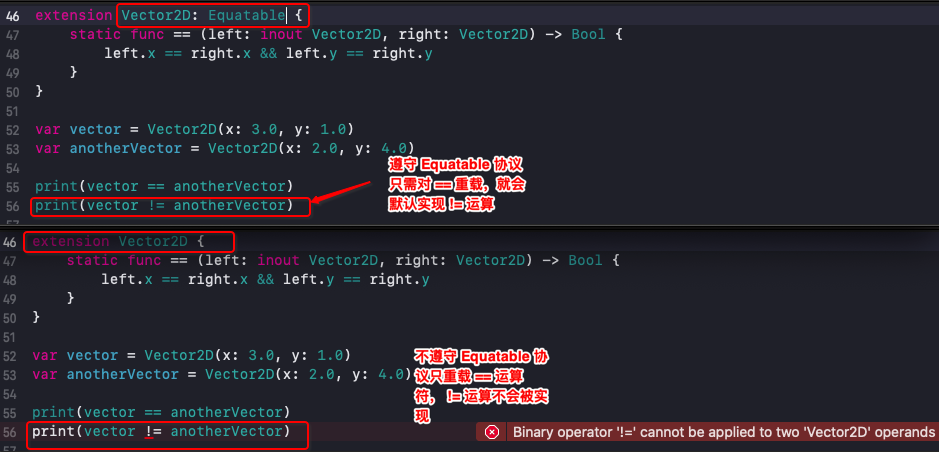 46 extension Vector2D: Equatable {
47 static func == (left: inout Vector2D, right: Vector2D) -> Bool {
48 left.x == right.x && left.y == right.y
49 }
50 }
51
52 var vector = Vector2D(x: 3.0, y: 1.0)
53 var anotherVector = Vector2D(x: 2.0, y: 4.0)
54
遵守 Equatable 协议
只需对 == 重载，就会
默认实现 != 运算
55 print(vector == anotherVector)
56 print(vector != anotherVector)
46 extension Vector2D {
47 static func == (left: inout Vector2D, right: Vector2D) -> Bool {
48 left.x == right.x && left.y == right.y
49 }
50 }
51
52 var vector = Vector2D(x: 3.0, y: 1.0)
53 var anotherVector = Vector2D(x: 2.0, y: 4.0)
54
不遵守 Equatable 协
议只重载 == 运算
符， != 运算不会被实
现
55 print(vector == anotherVector)
56 print(vector != anotherVector)
Binary operator '!=' cannot be applied to two 'Vector2D' operands